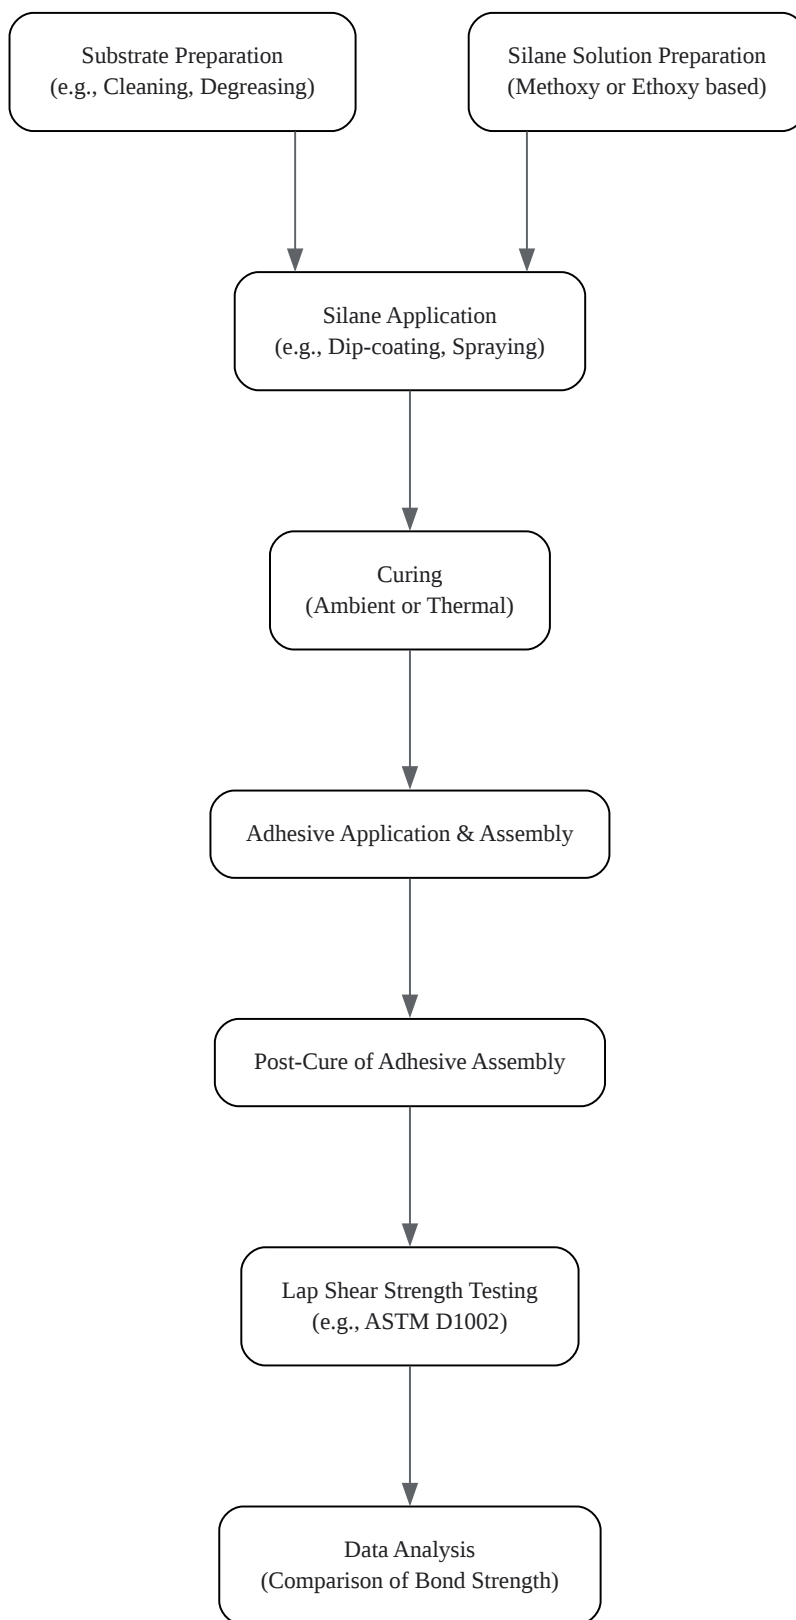 Substrate Preparation
(e.g., Cleaning, Degreasing)
Silane Solution Preparation
(Methoxy or Ethoxy based)
Silane Application
(e.g., Dip-coating, Spraying)
Curing
(Ambient or Thermal)
Adhesive Application & Assembly
Post-Cure of Adhesive Assembly
Lap Shear Strength Testing
(e.g., ASTM D1002)
Data Analysis
(Comparison of Bond Strength)